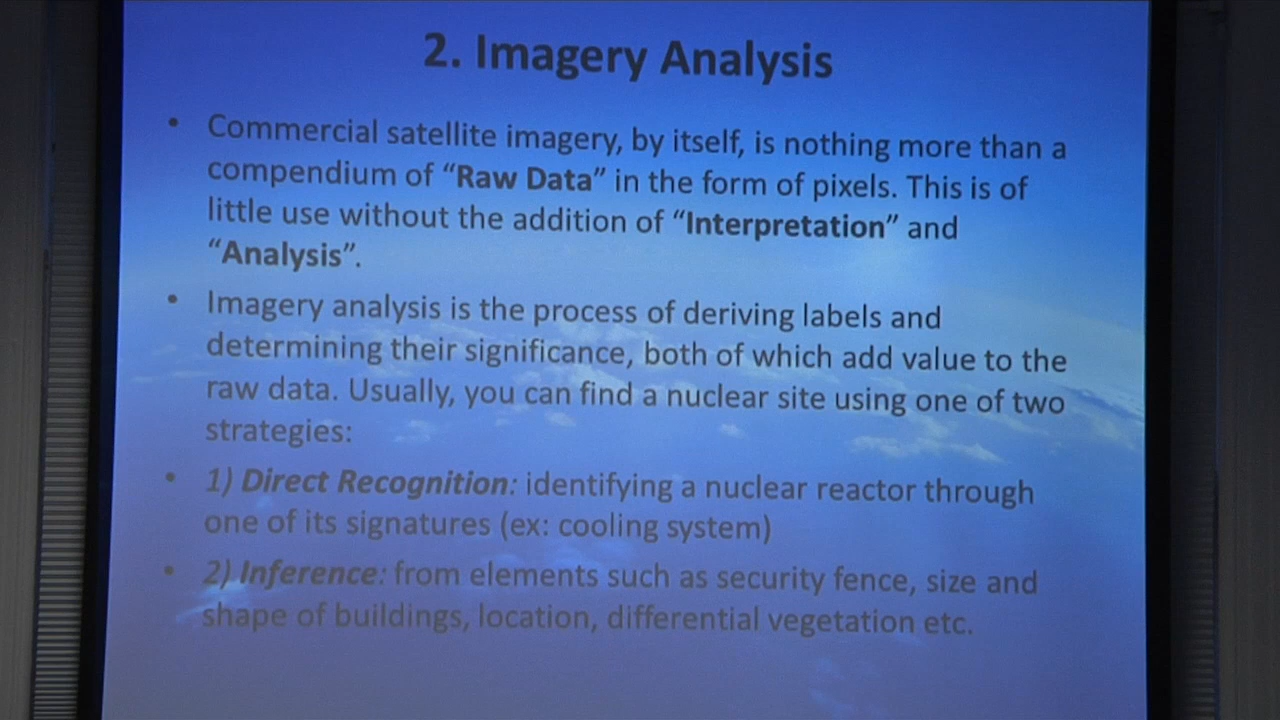 2. Imagery Analysis
• Commercial satellite imagery, by itself, is nothing more than a
compendium of “Raw Data” in the form of pixels. This is of
little use without the addition of “Interpretation” and
“Analysis”.
• Imagery analysis is the process of deriving labels and
determining their significance, both of which add value to the
raw data. Usually, you can find a nuclear site using one of two
strategies:
• 1) Direct Recognition: identifying a nuclear reactor through
one of its signatures (ex: cooling system)
• 2) Inference: from elements such as security fence, size and
shape of buildings, location, differential vegetation etc.